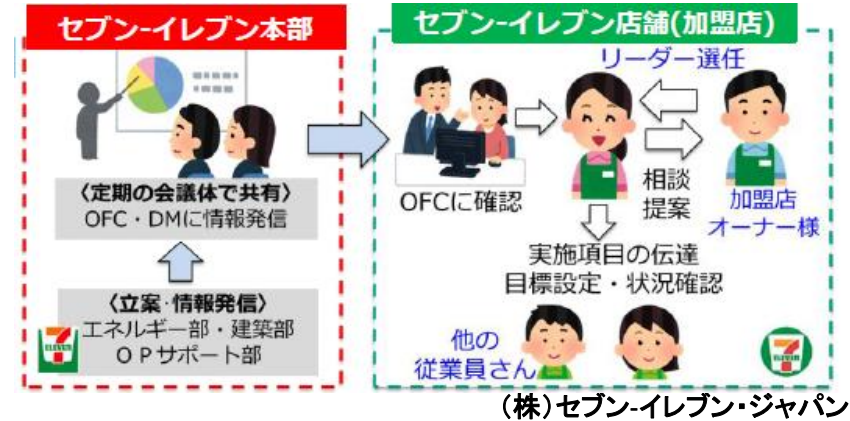 セブン-イレブン本部
〈定期の会議体で共有〉
OFC・DMに情報発信
〈立案・情報発信〉
エネルギー部・建築部
OPサポート部
7
ELEVEN
セブン-イレブン店舗(加盟店)
リーダー選任
OFCに確認
相談
提案
加盟店
オーナー様
実施項目の伝達
目標設定・状況確認
他の
従業員さん
7
ELEVEN
（株）セブン-イレブン・ジャパン